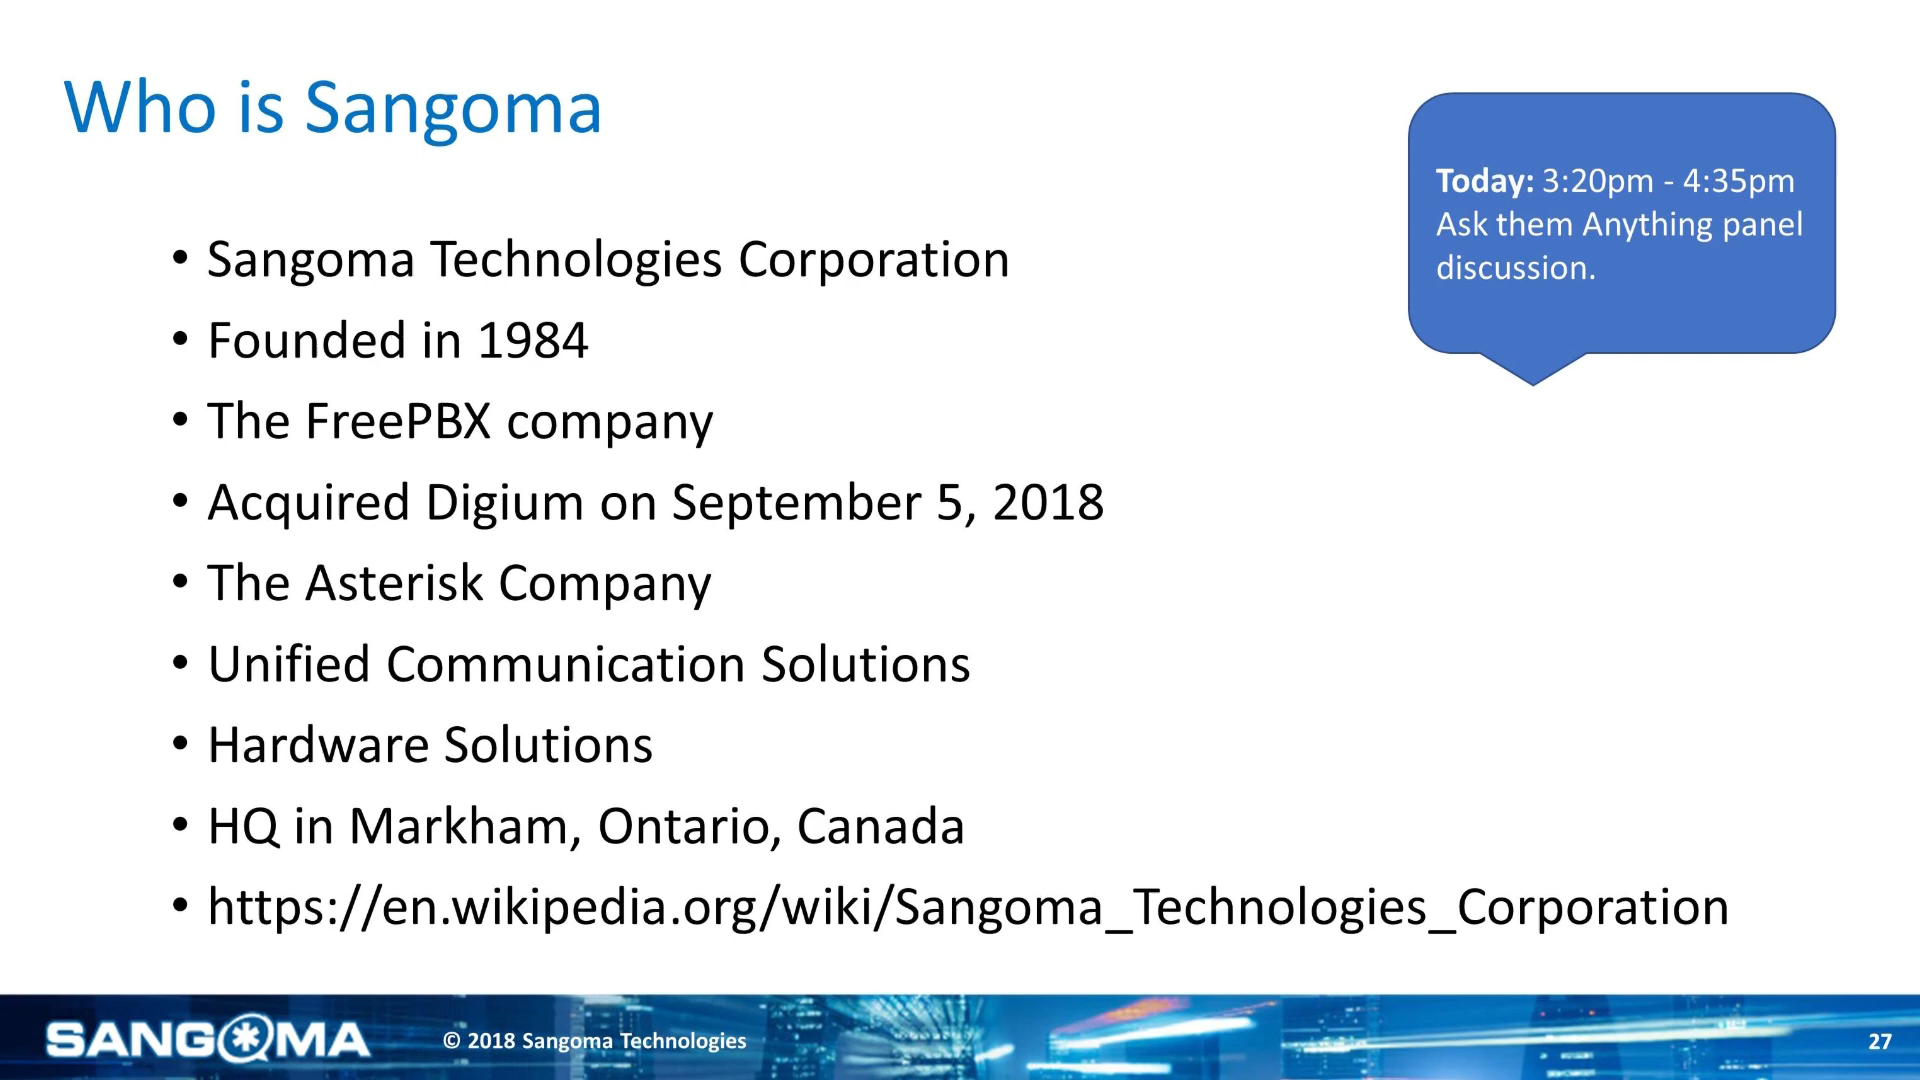 Who is Sangoma
Today: 3:20pm - 4:35pm
Ask them Anything panel
discussion.
• Sangoma Technologies Corporation
• Founded in 1984
• The FreePBX company
• Acquired Digium on September 5, 2018
• The Asterisk Company
• Unified Communication Solutions
• Hardware Solutions
• HQ in Markham, Ontario, Canada
• https://en.wikipedia.org/wiki/Sangoma_Technologies_Corporation
SANGOMA
© 2018 Sangoma Technologies
27